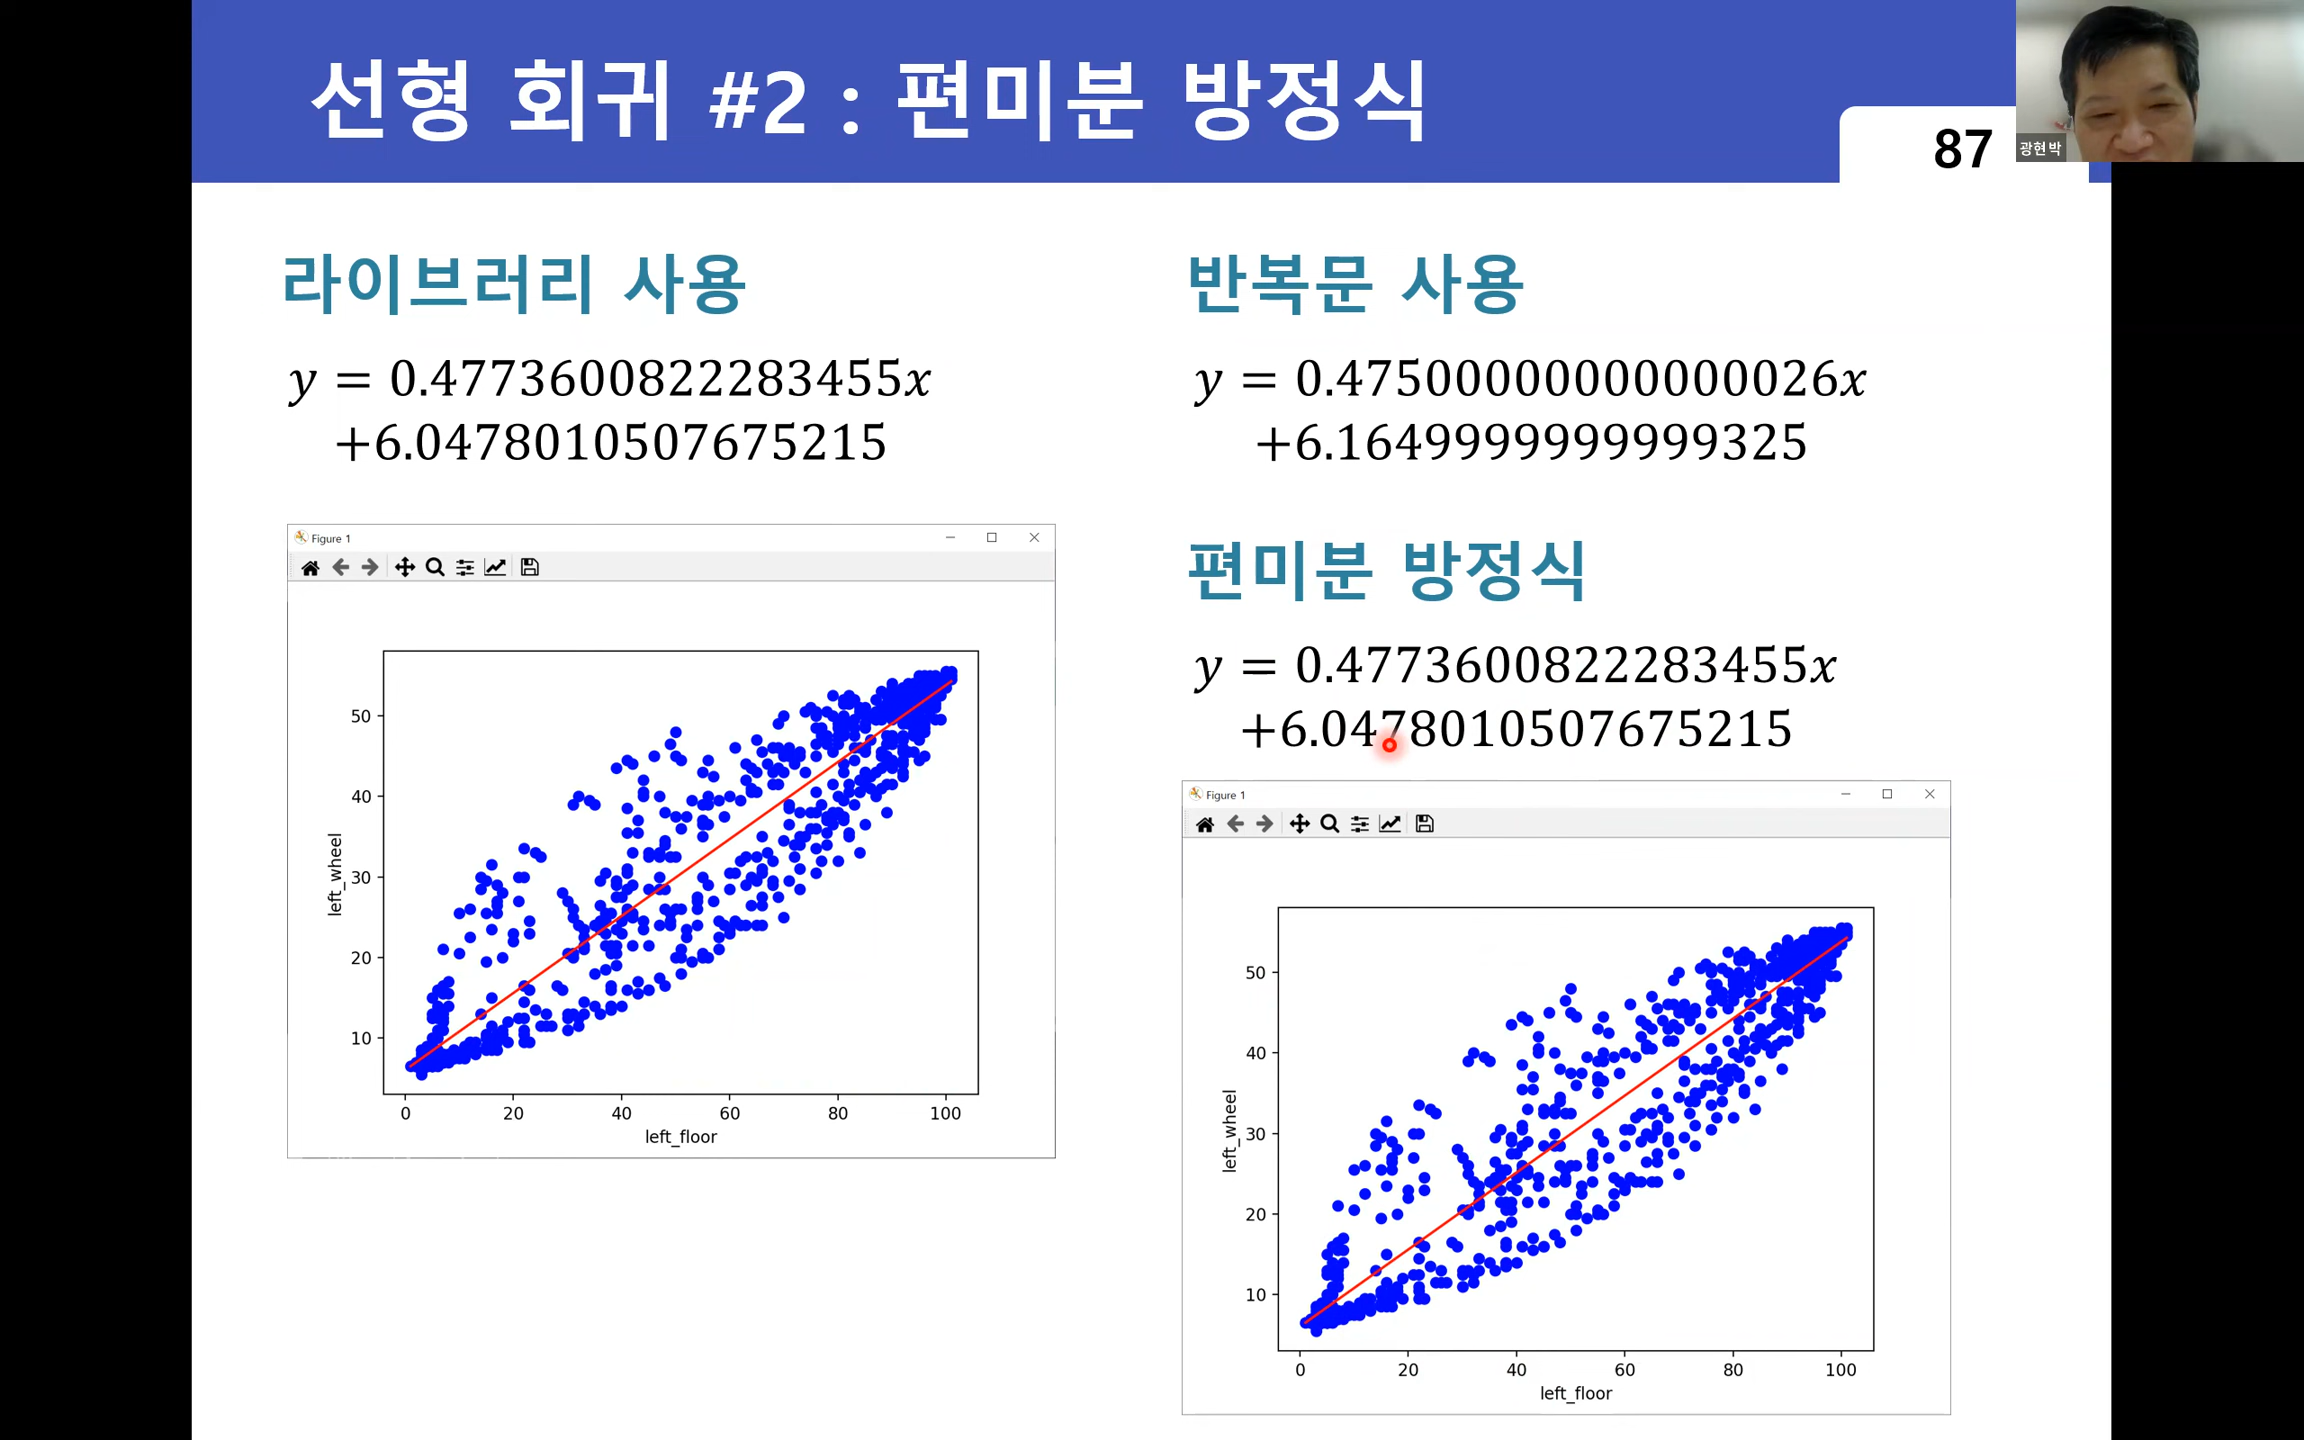 선형 회귀 #2 : 편미분 방정식
87
광현박
라이브러리 사용
y = 0.4773600822283455x
+6.0478010507675215
Figure 1
50
40
30
20
10
left_wheel
0 20 40 60 80 100
left_floor
반복문 사용
y = 0.4750000000000026x
+6.1649999999999325
편미분 방정식
y = 0.4773600822283455x
+6.0478010507675215
Figure 1
50
40
30
20
10
left_wheel
0 20 40 60 80 100
left_floor